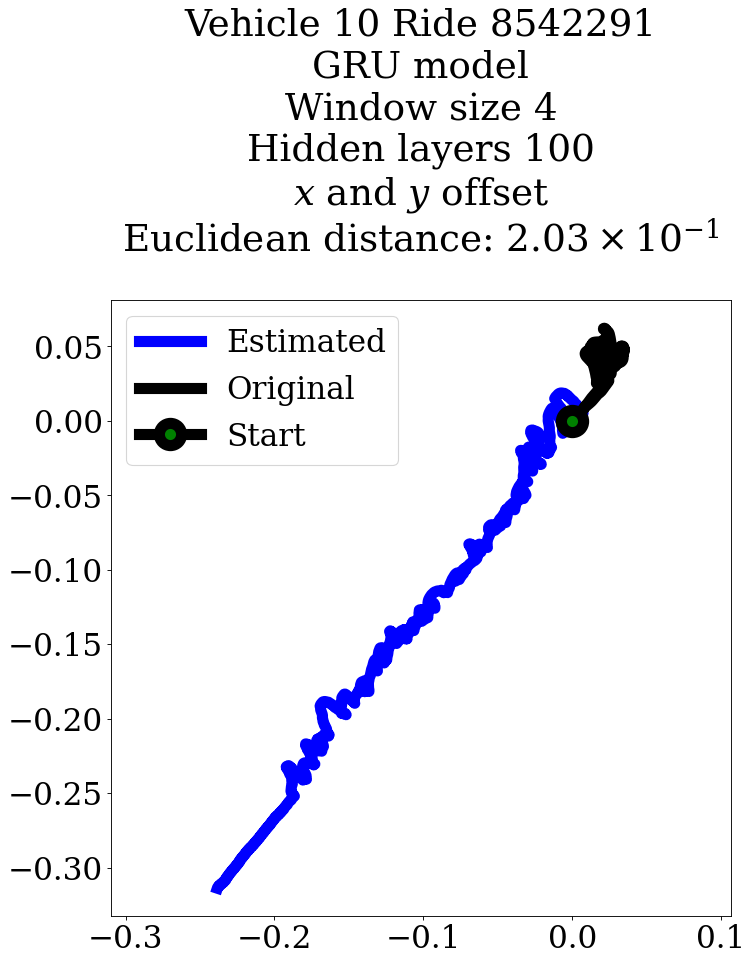 Vehicle 10 Ride 8542291
GRU model
Window size 4
Hidden layers 100
x and y offset
Euclidean distance: 2.03 × 10⁻¹
Estimated
Original
Start
0.05
0.00
−0.05
−0.10
−0.15
−0.20
−0.25
−0.30
−0.3
−0.2
−0.1
0.0
0.1